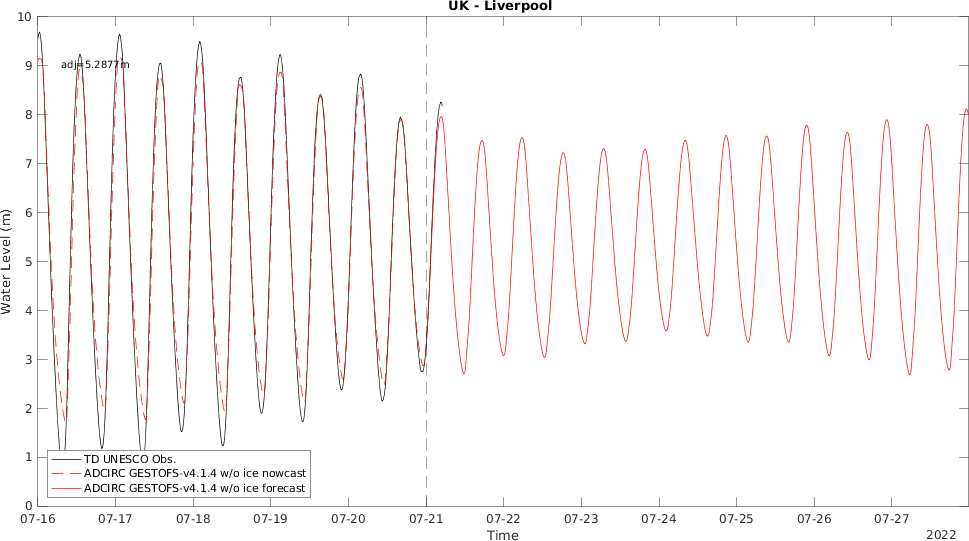 UK - Liverpool
10
9
8
7
6
5
4
3
2
1
0
Water Level (m)
adj=5.2877m
TD UNESCO Obs.
ADCIRC GESTOFS-v4.1.4 w/o ice nowcast
ADCIRC GESTOFS-v4.1.4 w/o ice forecast
07-16 07-17 07-18 07-19 07-20 07-21 07-22 07-23 07-24 07-25 07-26 07-27
Time
2022